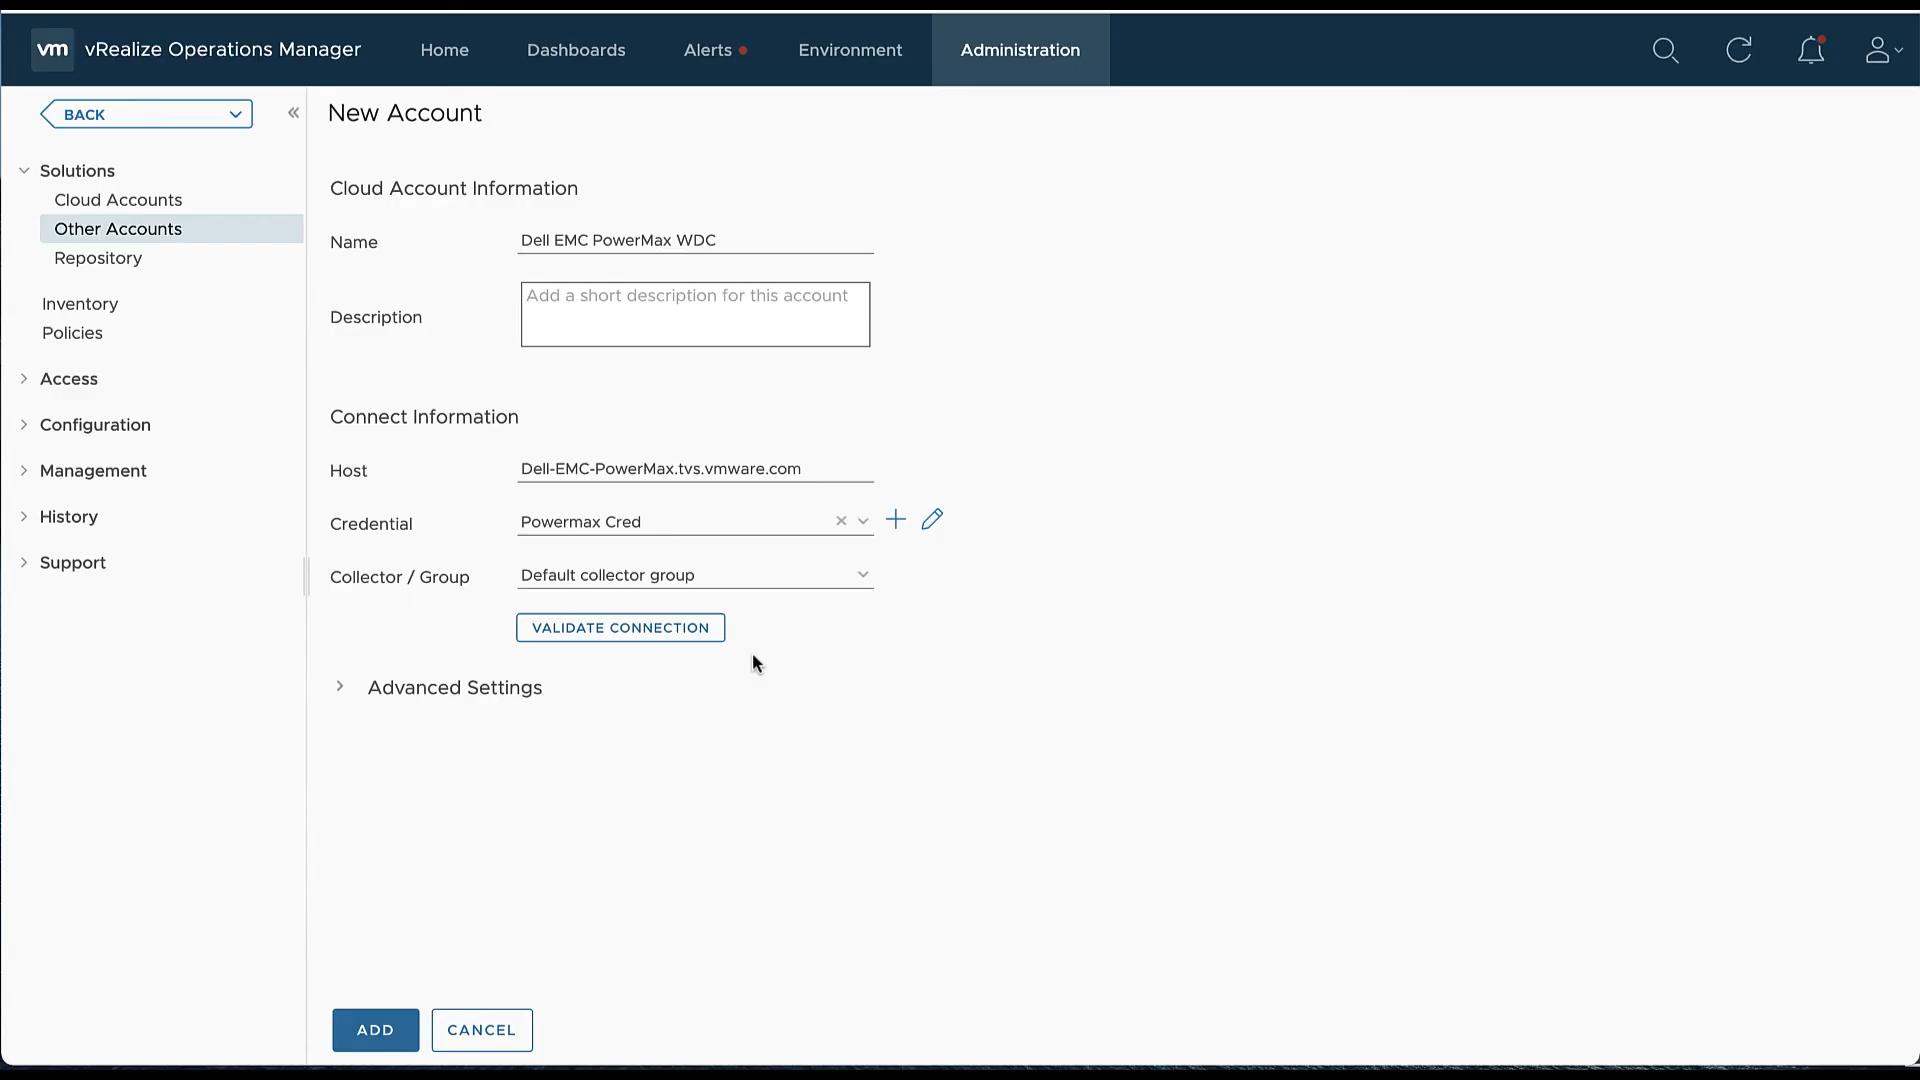 vm vRealize Operations Manager Home Dashboards Alerts Environment Administration
BACK
New Account
Solutions
Cloud Accounts
Other Accounts
Repository
Inventory
Policies
Access
Configuration
Management
History
Support
Cloud Account Information
Name Dell EMC PowerMax WDC
Description Add a short description for this account
Connect Information
Host Dell-EMC-PowerMax.tvs.vmware.com
Credential Powermax Cred
Collector / Group Default collector group
VALIDATE CONNECTION
Advanced Settings
ADD CANCEL